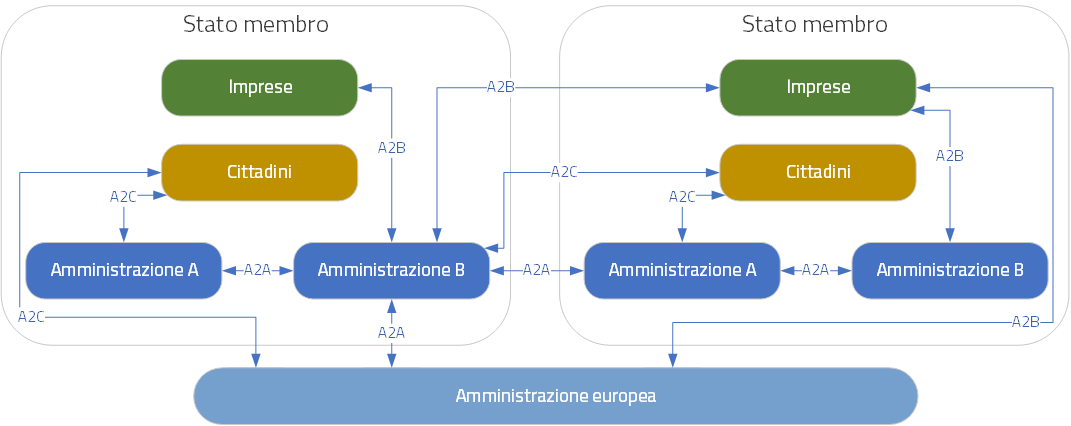 Stato membro
Stato membro
Imprese
A2B
Imprese
A2B
A2B
Cittadini
A2C
Cittadini
A2C
A2C
Amministrazione A
A2A
Amministrazione B
A2A
Amministrazione A
A2A
Amministrazione B
A2C
A2A
A2B
Amministrazione europea